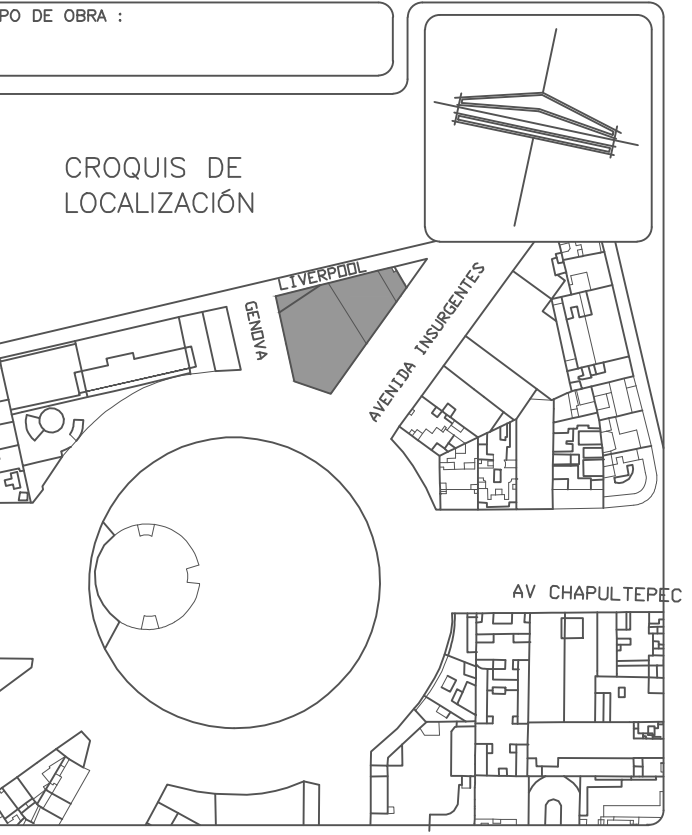 PO DE OBRA :
CROQUIS DE
LOCALIZACIÓN
LIVERPOOL
GENOVA
AVENIDA INSURGENTES
AV CHAPULTEPEC